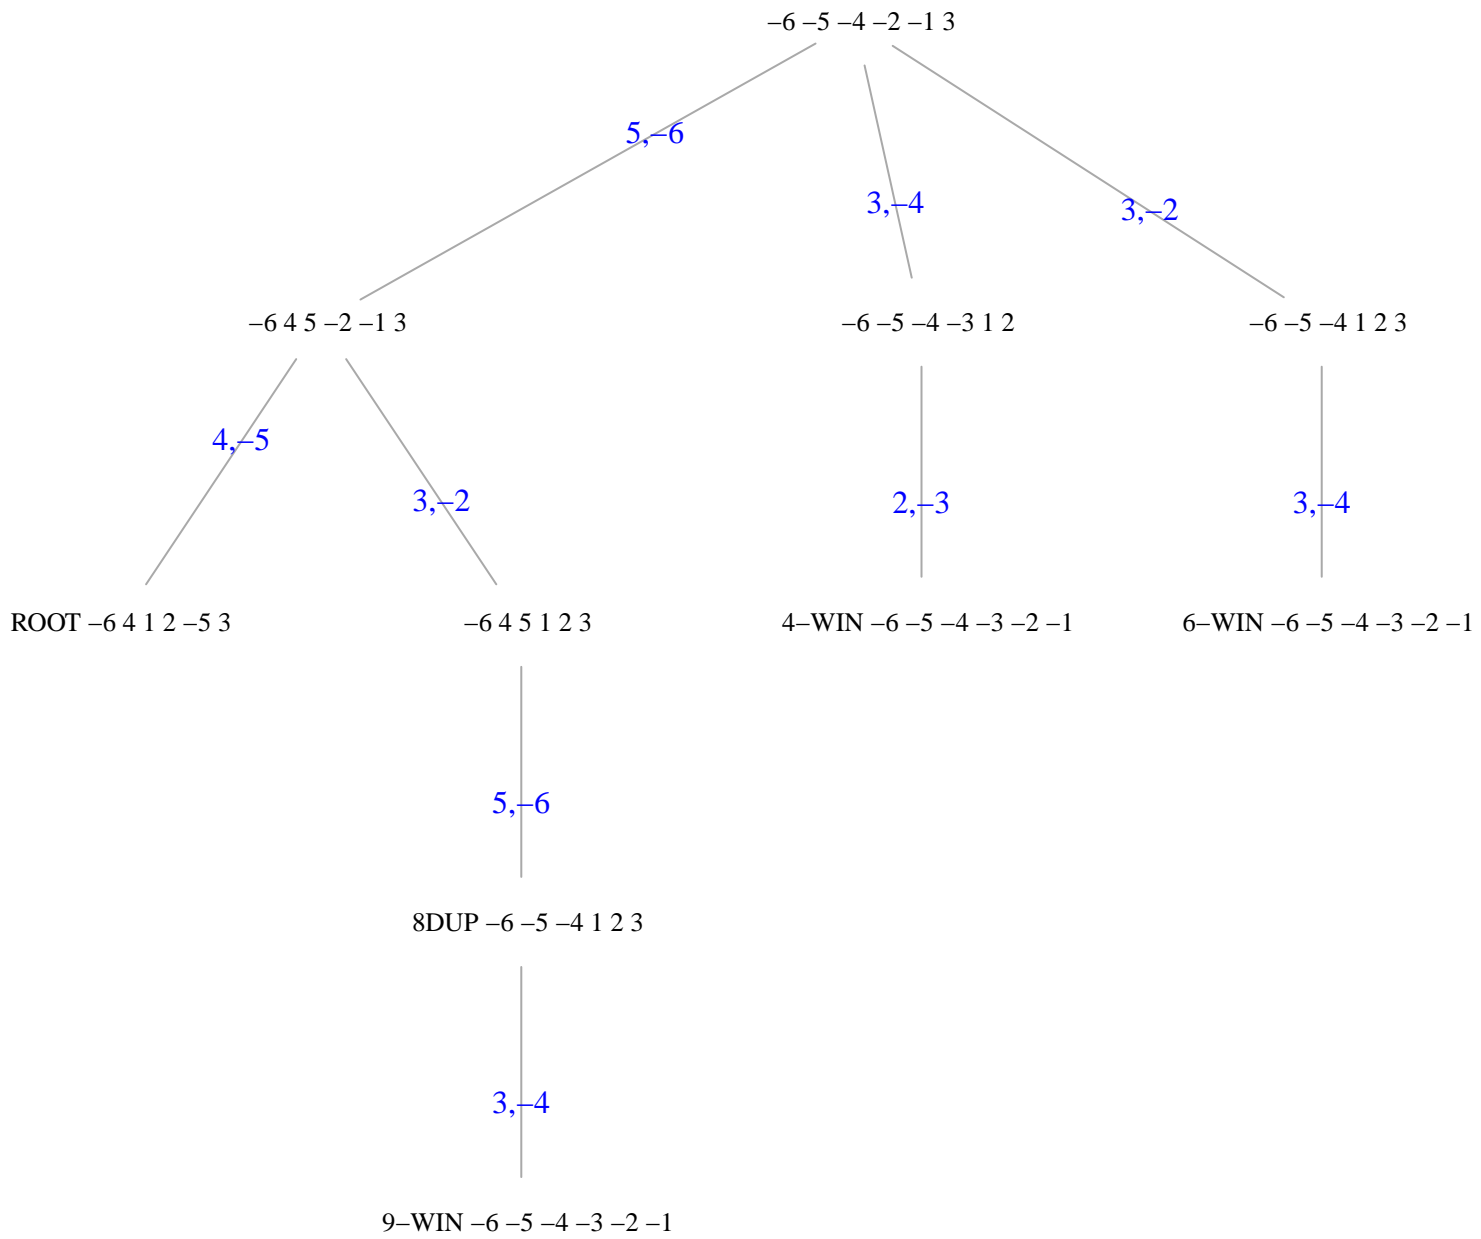 –6 –5 –4 –2 –1 3
5,–6
3,–4
3,–2
–6 4 5 –2 –1 3
–6 –5 –4 –3 1 2
–6 –5 –4 1 2 3
4,–5
3,–2
2,–3
3,–4
ROOT –6 4 1 2 –5 3
–6 4 5 1 2 3
4–WIN –6 –5 –4 –3 –2 –1
6–WIN –6 –5 –4 –3 –2 –1
5,–6
8DUP –6 –5 –4 1 2 3
3,–4
9–WIN –6 –5 –4 –3 –2 –1